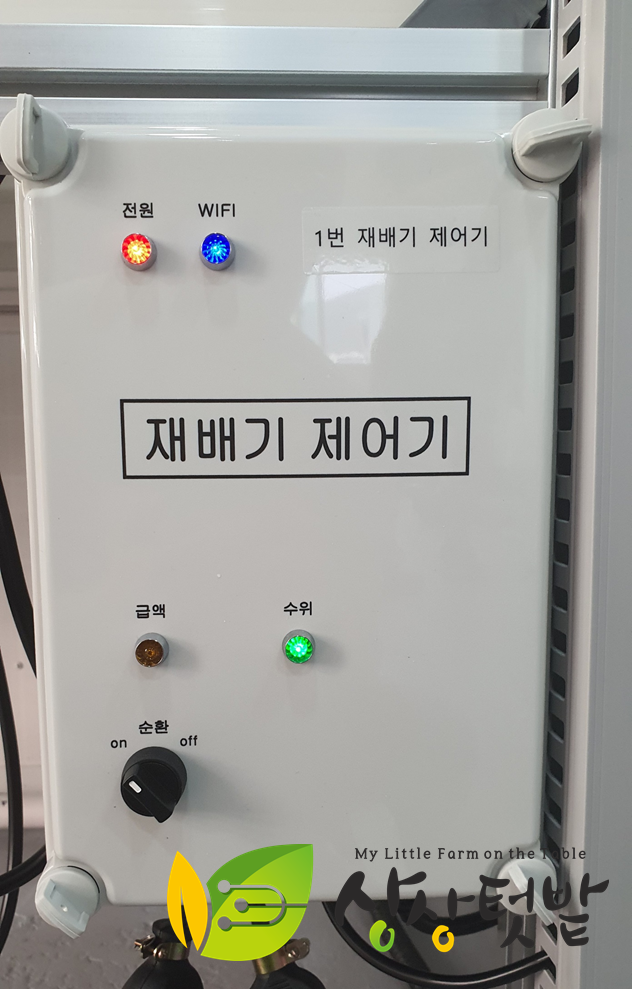 전원 WIFI
1번 재배기 제어기
재배기 제어기
급액 수위
순환
on off
My Little Farm on the Table
상상텃밭